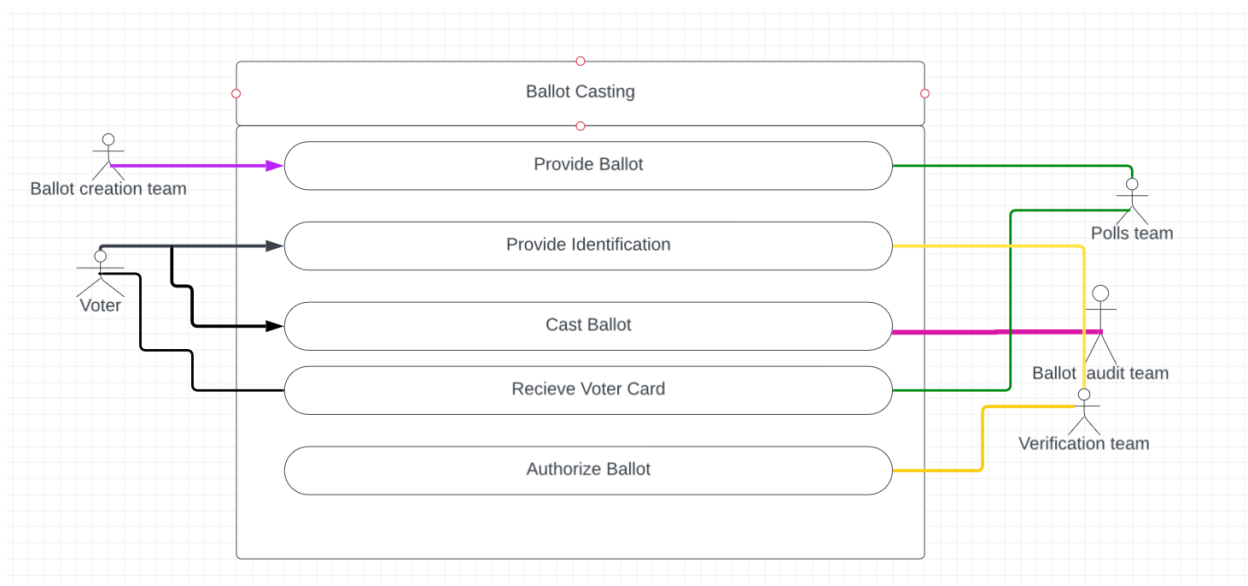 Ballot Casting
Provide Ballot
Ballot creation team
Polls team
Provide Identification
Voter
Cast Ballot
Ballot audit team
Recieve Voter Card
Verification team
Authorize Ballot